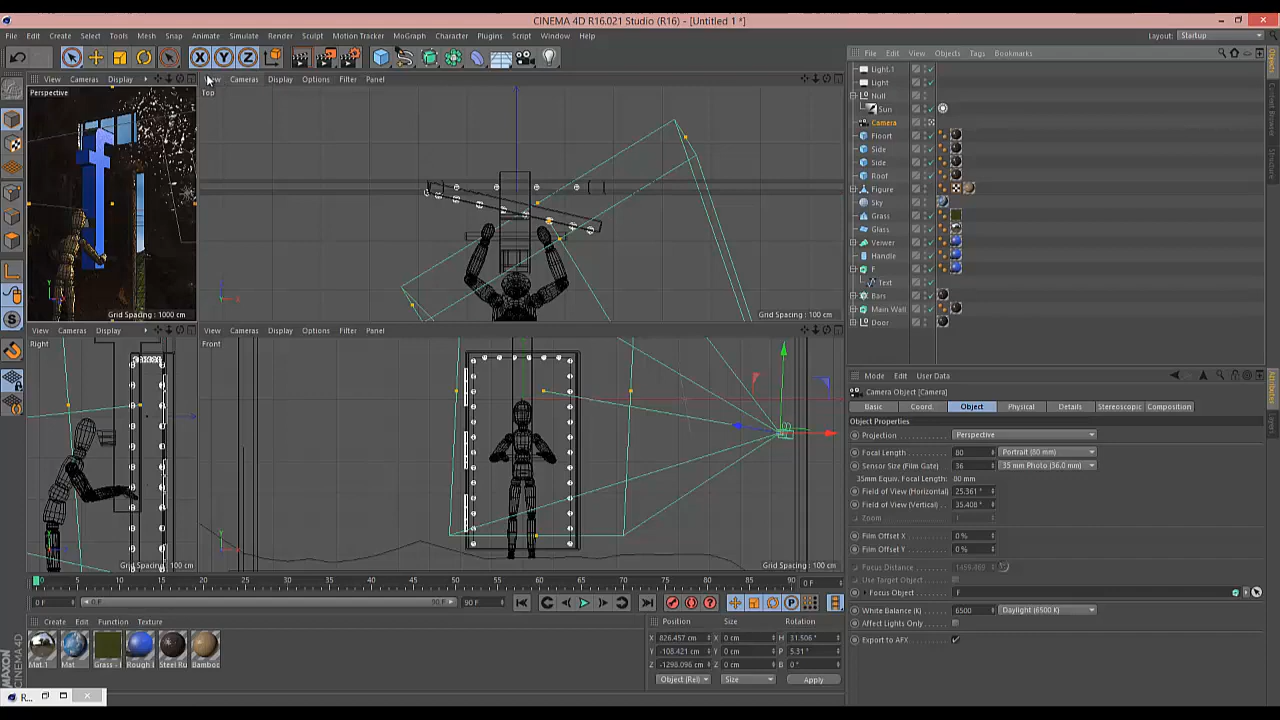 CINEMA 4D R16.021 Studio (R16) - [Untitled 1 *]
File Edit Create Select Tools Mesh Snap Animate Simulate Render Sculpt Motion Tracker MoGraph Character Plugins Script Window Help
Layout: Startup
X Y Z
File Edit View Objects Tags Bookmarks
View Cameras Display
View Cameras Display Options Filter Panel
Perspective
Top
Light.1
Light
Null
Sun
Camera
Floort
Side
Side
Roof
Figure
Sky
Grass
Glass
Veiwer
Handle
F
Text
Bars
Main Wall
Door
Grid Spacing : 1000 cm
Grid Spacing : 100 cm
View Cameras Display
View Cameras Display Options Filter Panel
Right
Front
Grid Spacing : 100 cm
Grid Spacing : 100 cm
Mode Edit User Data
Camera Object [Camera]
Basic Coord. Object Physical Details Stereoscopic Composition
Object Properties
Projection Perspective
Focal Length 80 Portrait (80 mm)
Sensor Size (Film Gate) 36 35 mm Photo (36.0 mm)
35mm Equiv. Focal Length: 80 mm
Field of View (Horizontal) 25.361 °
Field of View (Vertical) 35.408 °
Zoom 1
Film Offset X 0 %
Film Offset Y 0 %
Focus Distance
Use Target Object
Focus Object F
White Balance (K) 6500 Daylight (6500 K)
Affect Lights Only
Export to AFX
0 5 10 15 20 25 30 35 40 45 50 55 60 65 70 75 80 85 90 0 F
0 F 0 F 90 F 90 F
Create Edit Function Texture
Mat.1 Mat Grass - Rough Steel Ru Bamboo
Position Size Rotation
X 826.457 cm X 0 cm H 31.506 °
Y -108.421 cm Y 0 cm P 5.31 °
Z -1298.096 cm Z 0 cm B 0 °
Object (Rel) Size Apply
MAXON CINEMA 4D
R...